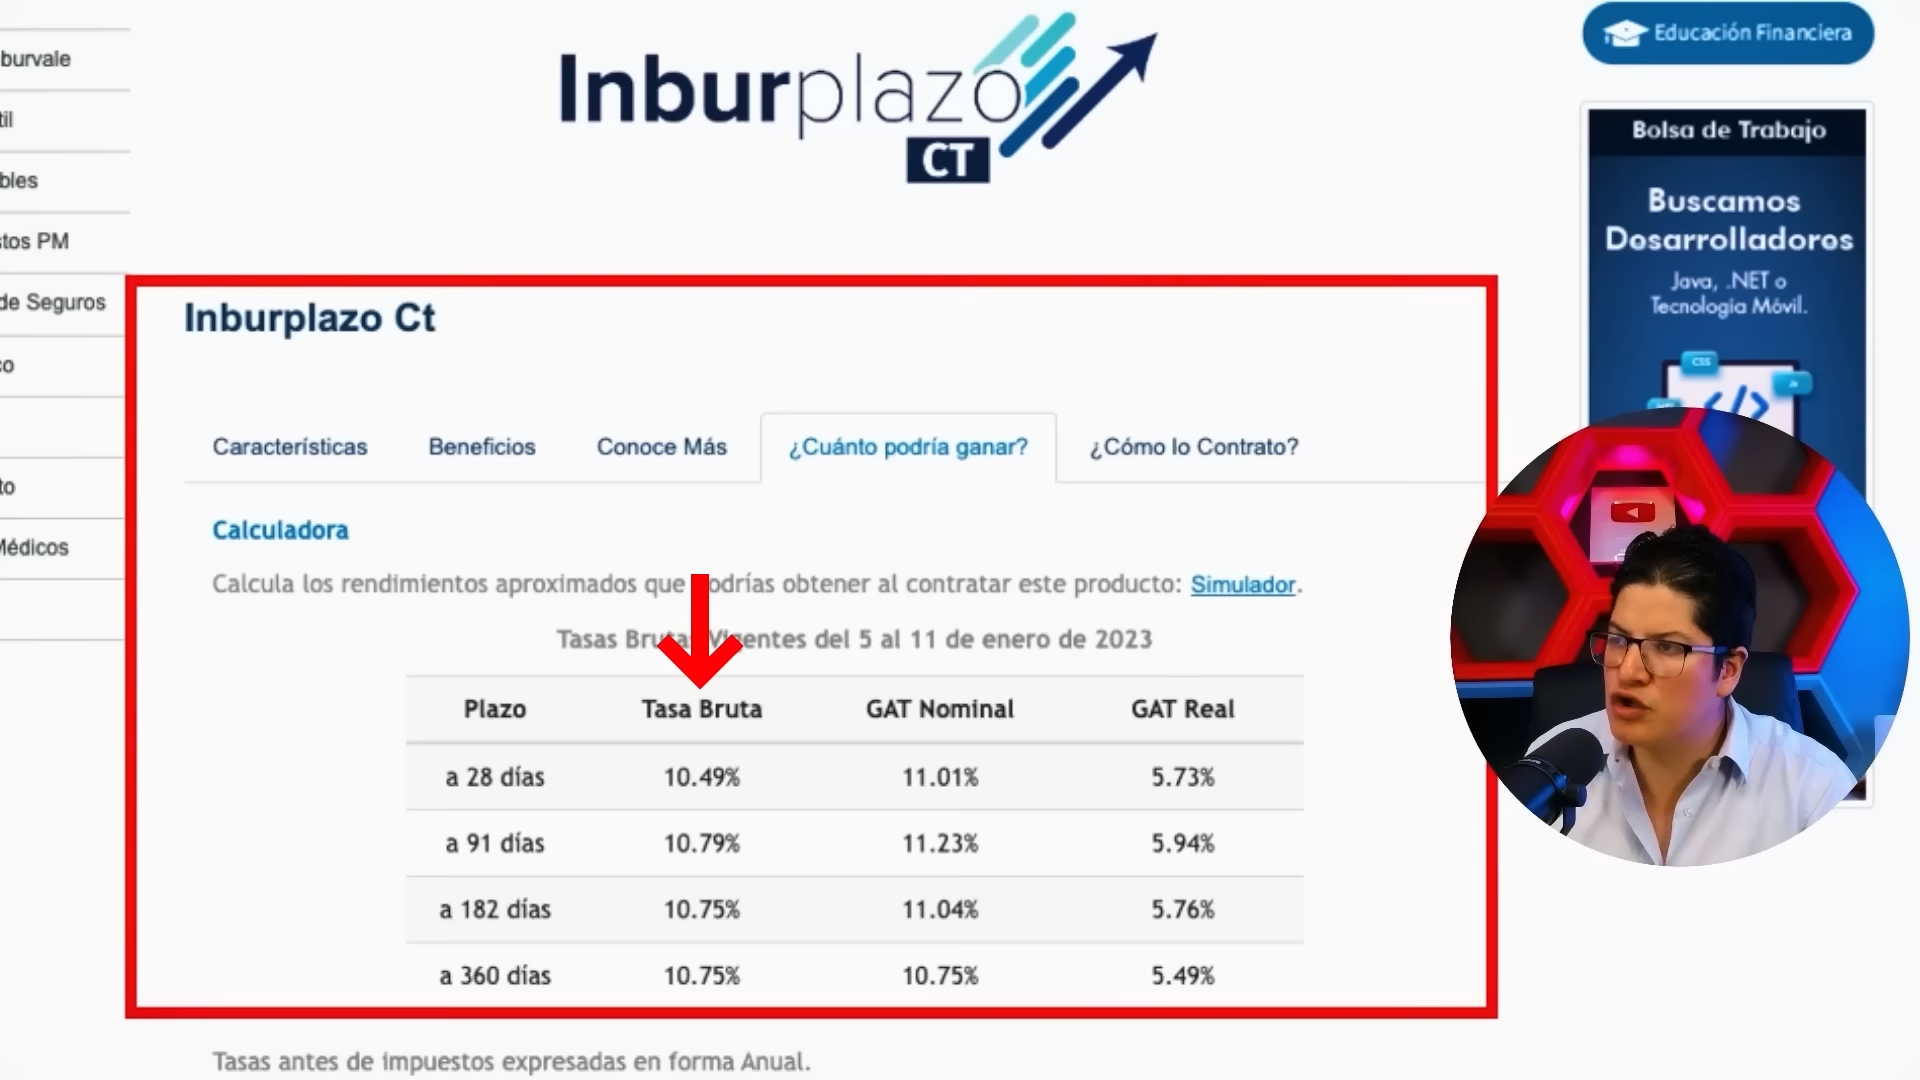 Inburplazo
CT
Educación Financiera
Bolsa de Trabajo
Buscamos
Desarrolladores
Java, .NET o
Tecnología Móvil.
CSS
burvale
til
bles
stos PM
de Seguros
co
to
Médicos
Inburplazo Ct
Características Beneficios Conoce Más ¿Cuánto podría ganar? ¿Cómo lo Contrato?
Calculadora
Calcula los rendimientos aproximados que podrías obtener al contratar este producto: Simulador.
Tasas Brutas Vigentes del 5 al 11 de enero de 2023
Plazo Tasa Bruta GAT Nominal GAT Real
a 28 días 10.49% 11.01% 5.73%
a 91 días 10.79% 11.23% 5.94%
a 182 días 10.75% 11.04% 5.76%
a 360 días 10.75% 10.75% 5.49%
Tasas antes de impuestos expresadas en forma Anual.